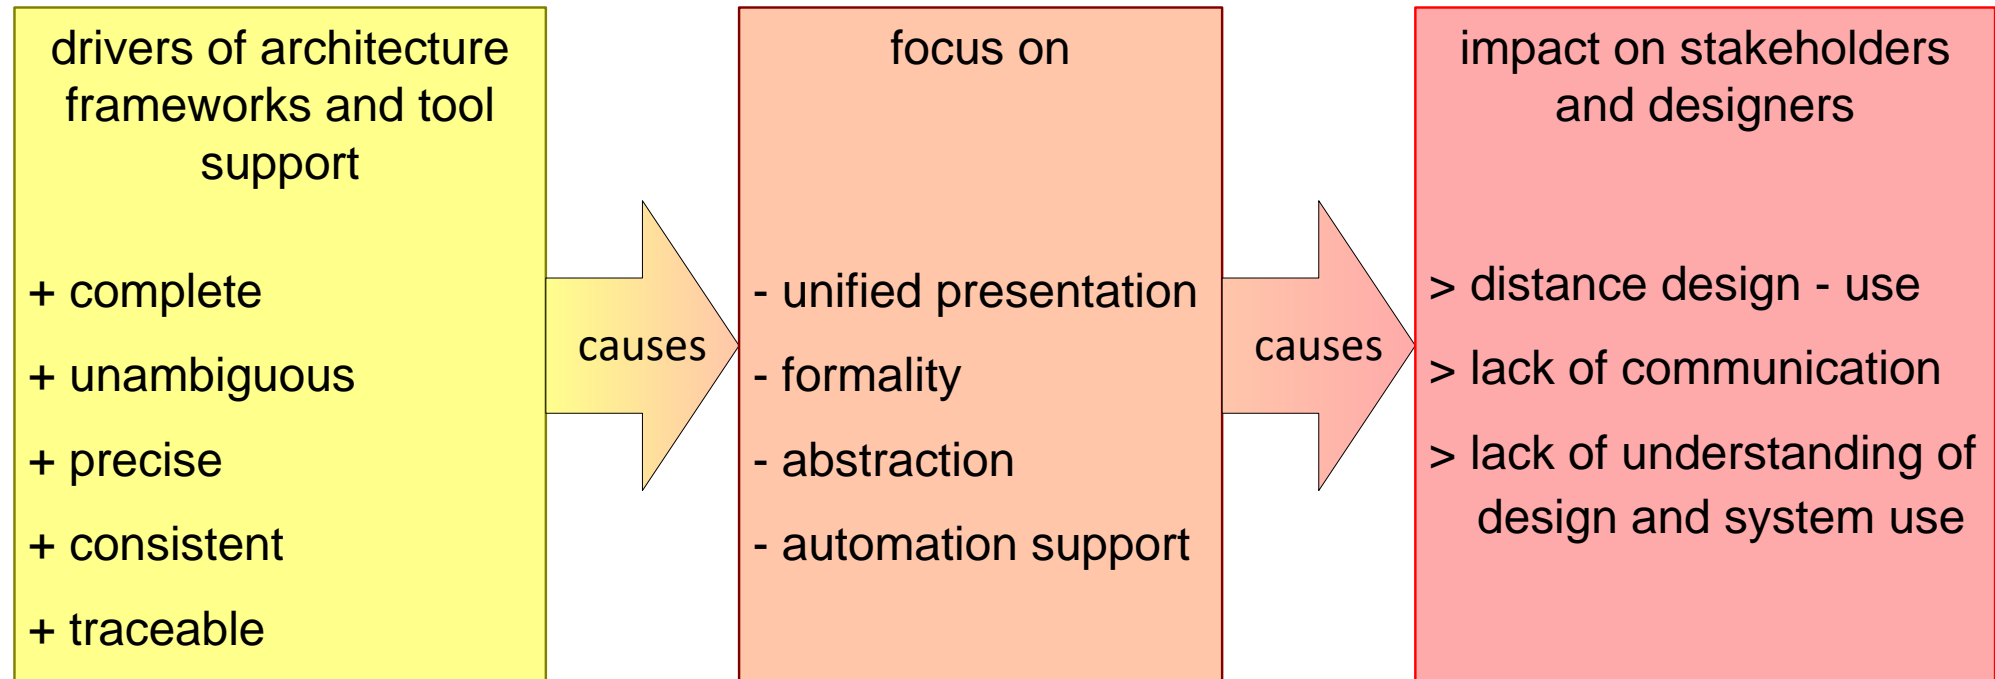 drivers of architecture
frameworks and tool
support
+ complete
+ unambiguous
+ precise
+ consistent
+ traceable
causes
focus on
- unified presentation
- formality
- abstraction
- automation support
causes
impact on stakeholders
and designers
> distance design - use
> lack of communication
> lack of understanding of
design and system use